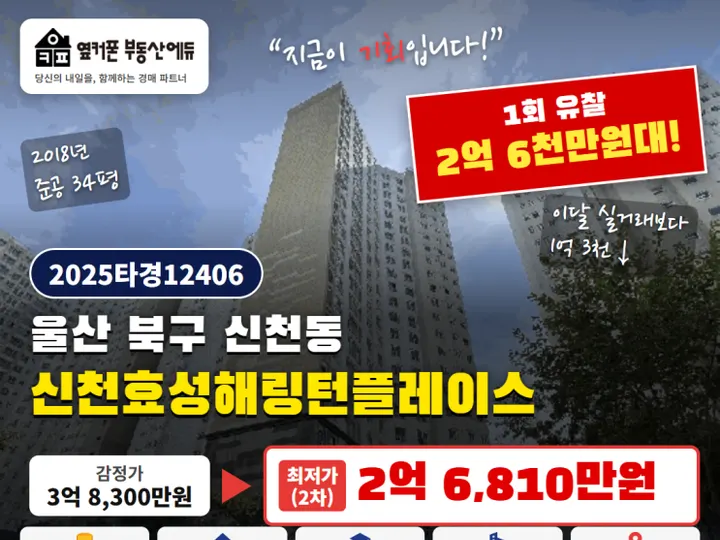 옆커폰 부동산에듀
당신의 내일을, 함께하는 경매 파트너
“지금이 기회입니다!”
1회 유찰
2억 6천만원대!
2018년
준공 34평
이달 실거래보다
1억 3천↓
2025타경12406
울산 북구 신천동
신천효성해링턴플레이스
감정가
3억 8,300만원
최저가
(2차)
2억 6,810만원